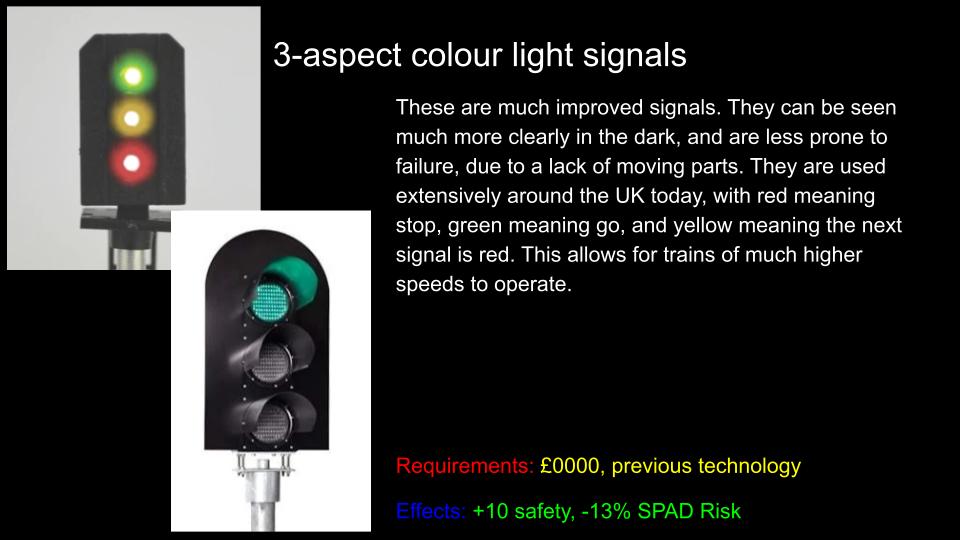 3-aspect colour light signals
These are much improved signals. They can be seen
much more clearly in the dark, and are less prone to
failure, due to a lack of moving parts. They are used
extensively around the UK today, with red meaning
stop, green meaning go, and yellow meaning the next
signal is red. This allows for trains of much higher
speeds to operate.
Requirements: £0000, previous technology
Effects: +10 safety, -13% SPAD Risk